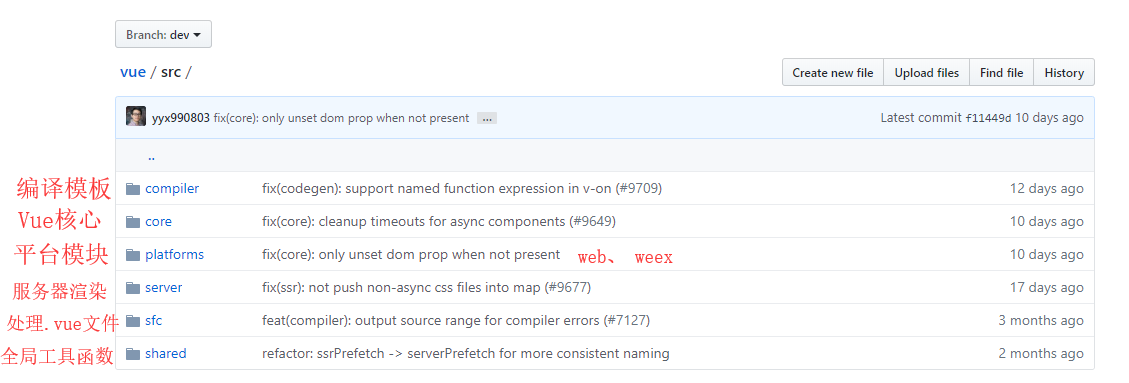 Branch: dev
vue / src /
Create new file Upload files Find file History
yyx990803 fix(core): only unset dom prop when not present ... Latest commit f11449d 10 days ago
..
编译模板 compiler fix(codegen): support named function expression in v-on (#9709) 12 days ago
Vue核心 core fix(core): cleanup timeouts for async components (#9649) 10 days ago
平台模块 platforms fix(core): only unset dom prop when not present web、 weex 10 days ago
服务器渲染 server fix(ssr): not push non-async css files into map (#9677) 17 days ago
处理.vue文件 sfc feat(compiler): output source range for compiler errors (#7127) 3 months ago
全局工具函数 shared refactor: ssrPrefetch -> serverPrefetch for more consistent naming 2 months ago